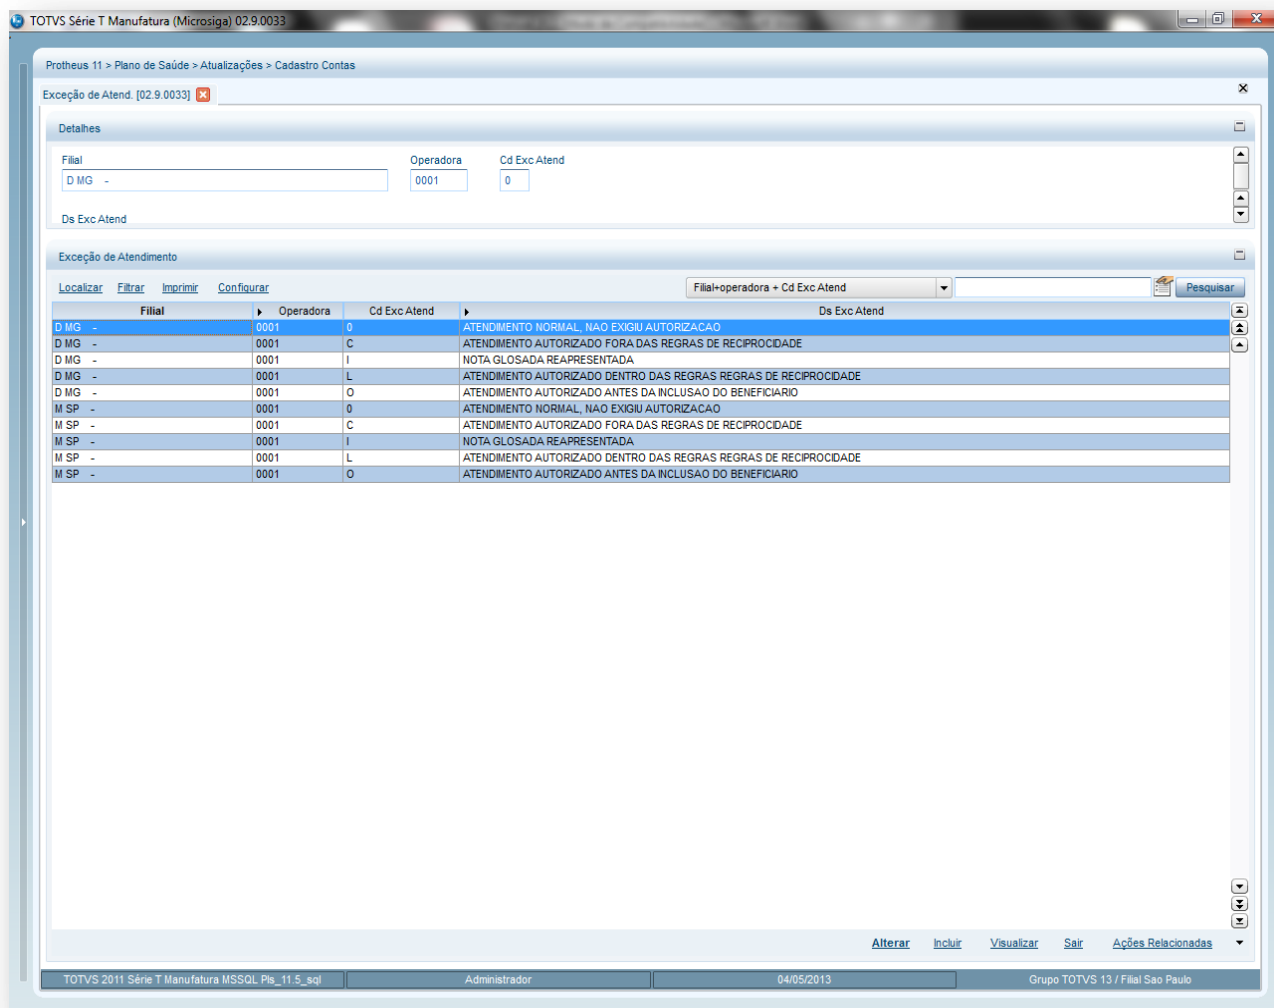 TOTVS Série T Manufatura (Microsiga) 02.9.0033
Protheus 11 > Plano de Saúde > Atualizações > Cadastro Contas
Exceção de Atend. [02.9.0033]
Detalhes
Filial Operadora Cd Exc Atend
D MG - 0001 0
Ds Exc Atend
Exceção de Atendimento
Localizar Filtrar Imprimir Configurar Filial+operadora + Cd Exc Atend Pesquisar
Filial Operadora Cd Exc Atend Ds Exc Atend
D MG - 0001 0 ATENDIMENTO NORMAL, NAO EXIGIU AUTORIZACAO
D MG - 0001 C ATENDIMENTO AUTORIZADO FORA DAS REGRAS DE RECIPROCIDADE
D MG - 0001 I NOTA GLOSADA REAPRESENTADA
D MG - 0001 L ATENDIMENTO AUTORIZADO DENTRO DAS REGRAS REGRAS DE RECIPROCIDADE
D MG - 0001 O ATENDIMENTO AUTORIZADO ANTES DA INCLUSAO DO BENEFICIARIO
M SP - 0001 0 ATENDIMENTO NORMAL, NAO EXIGIU AUTORIZACAO
M SP - 0001 C ATENDIMENTO AUTORIZADO FORA DAS REGRAS DE RECIPROCIDADE
M SP - 0001 I NOTA GLOSADA REAPRESENTADA
M SP - 0001 L ATENDIMENTO AUTORIZADO DENTRO DAS REGRAS REGRAS DE RECIPROCIDADE
M SP - 0001 O ATENDIMENTO AUTORIZADO ANTES DA INCLUSAO DO BENEFICIARIO
Alterar Incluir Visualizar Sair Ações Relacionadas
TOTVS 2011 Série T Manufatura MSSQL Pls_11.5_sql Administrador 04/05/2013 Grupo TOTVS 13 / Filial Sao Paulo